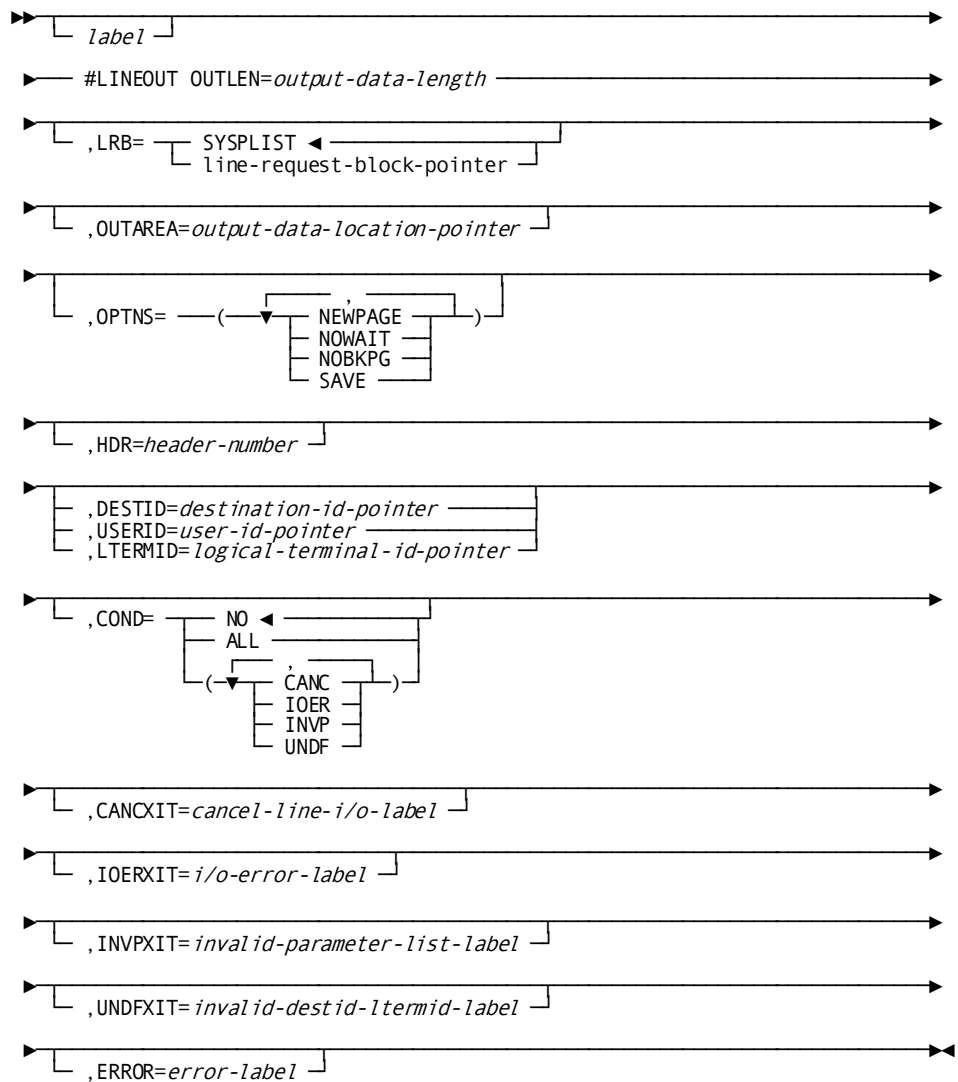 label
#LINEOUT OUTLEN=output-data-length
,LRB= SYSPLIST ◄
line-request-block-pointer
,OUTAREA=output-data-location-pointer
,
,OPTNS= ( NEWPAGE )
NOWAIT
NOBKPG
SAVE
,HDR=header-number
,DESTID=destination-id-pointer
,USERID=user-id-pointer
,LTERMID=logical-terminal-id-pointer
,COND= NO ◄
ALL
,
( CANC )
IOER
INVP
UNDF
,CANCXIT=cancel-line-i/o-label
,IOERXIT=i/o-error-label
,INVPXIT=invalid-parameter-list-label
,UNDFXIT=invalid-destid-ltermid-label
,ERROR=error-label